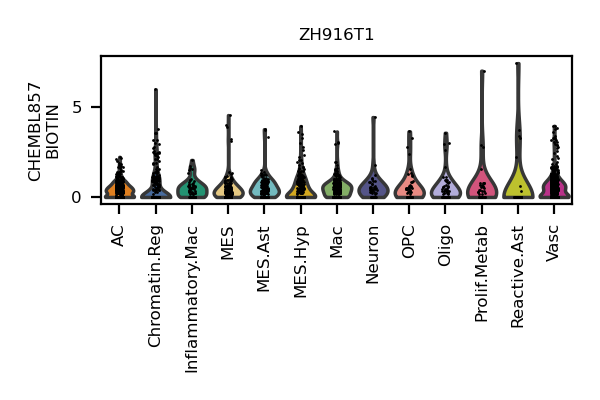 ZH916T1
CHEMBL857
BIOTIN
5
0
AC
Chromatin.Reg
Inflammatory.Mac
MES
MES.Ast
MES.Hyp
Mac
Neuron
OPC
Oligo
Prolif.Metab
Reactive.Ast
Vasc